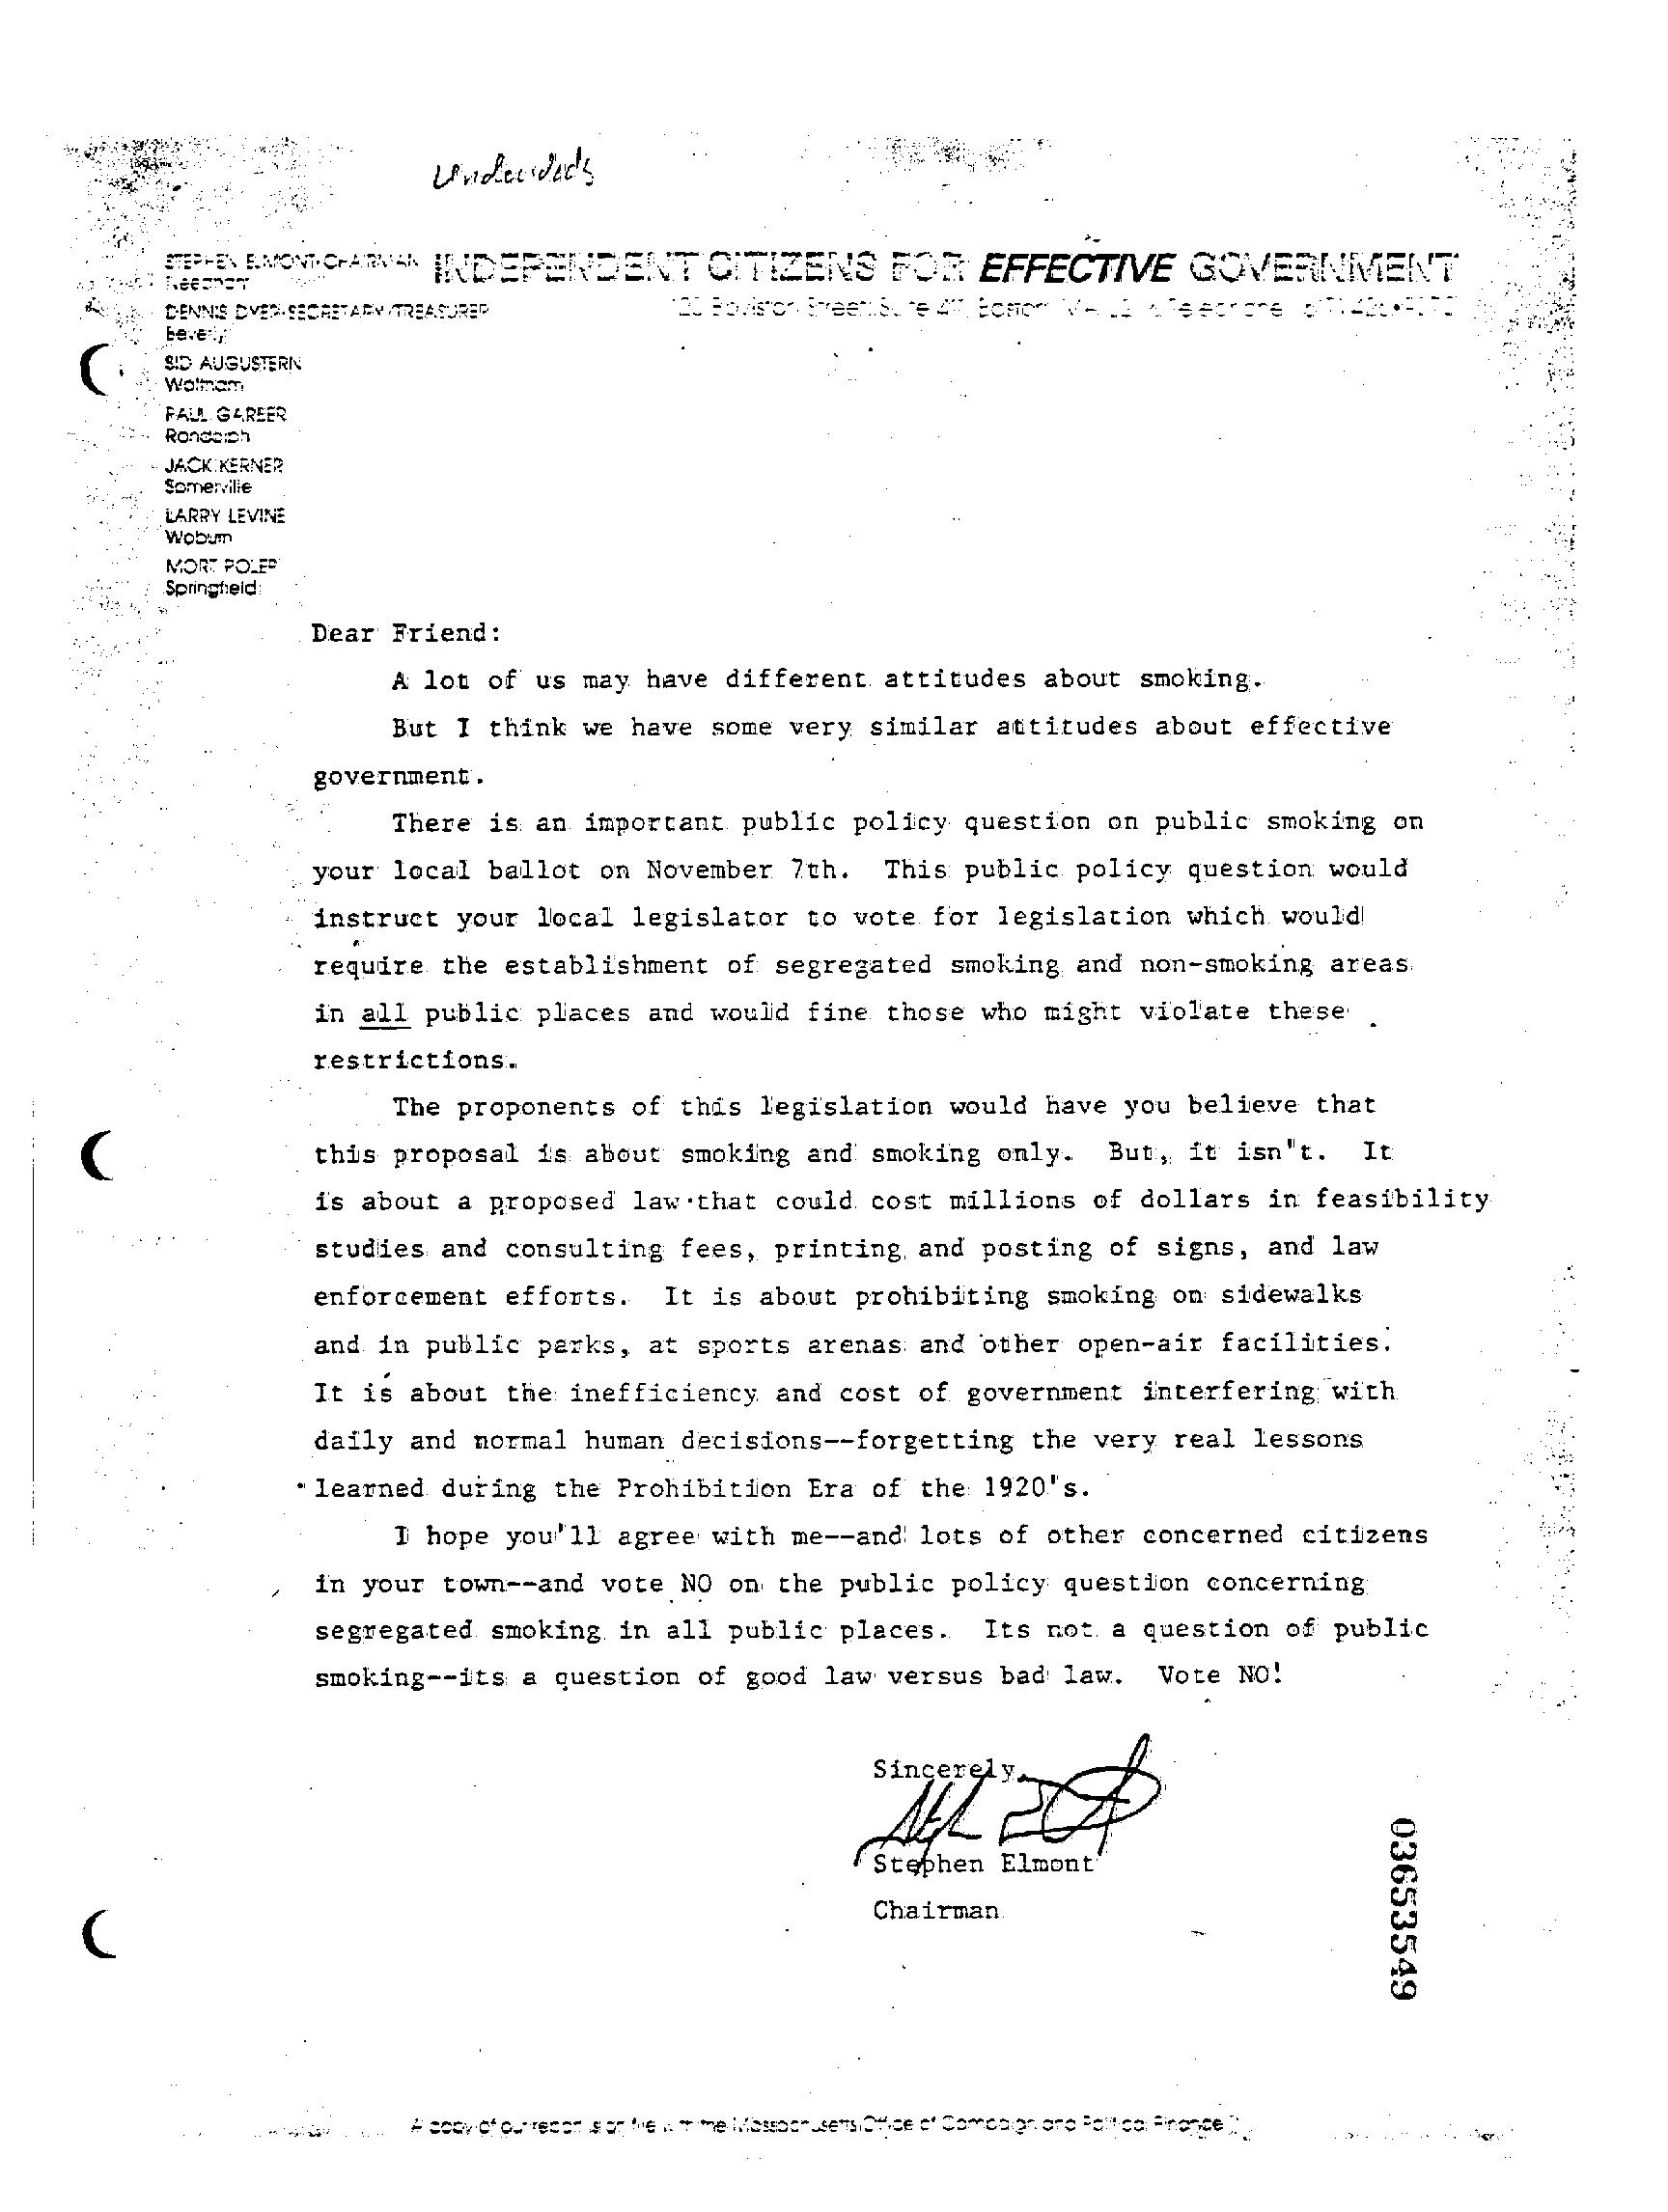 Undecideds
STEPHEN ELMONT-CHAIRMAN INDEPENDENT CITIZENS FOR EFFECTIVE GOVERNMENT
DENNIS DYER-SECRETARY/TREASURER
Beverly
SID AUGUSTERN
Waltham
PAUL GARBER
Randolph
JACK KERNER
Somerville
LARRY LEVINE
Woburn
MORT
Springfield
Dear Friend:
A lot of us may have different attitudes about smoking.
But I think we have some very similar attitudes about effective
government.
There is an important public policy question on public smoking on
your local ballot on November 7th. This public policy question would
instruct your local legislator to vote for legislation which would
require the establishment of segregated smoking and non-smoking areas
in all public places and would fine those who might violate these
restrictions.
The proponents of this legislation would have you believe that
this proposal is about smoking and smoking only. But, it isn"t. It
is about a proposed law that could cost millions of dollars in feasibility
studies and consulting fees, printing and posting of signs, and law
enforcement efforts. It is about prohibiting smoking on sidewalks
and in public parks, at sports arenas and other open-air facilities.
It is about the inefficiency and cost of government interfering with
daily and normal human decisions--forgetting the very real lessons
learned during the Prohibition Era of the 1920's.
I hope you'll agree with me--and lots of other concerned citizens
in your town--and vote NO on the public policy question concerning
segregated smoking in all public places. Its not a question of public
smoking--its a question of good law versus bad law. Vote NO!
Sincerely,
Stephen Elmont
Chairman
03653549
A copy of our report is on file with the Massachusetts Office of Campaign and Political Finance